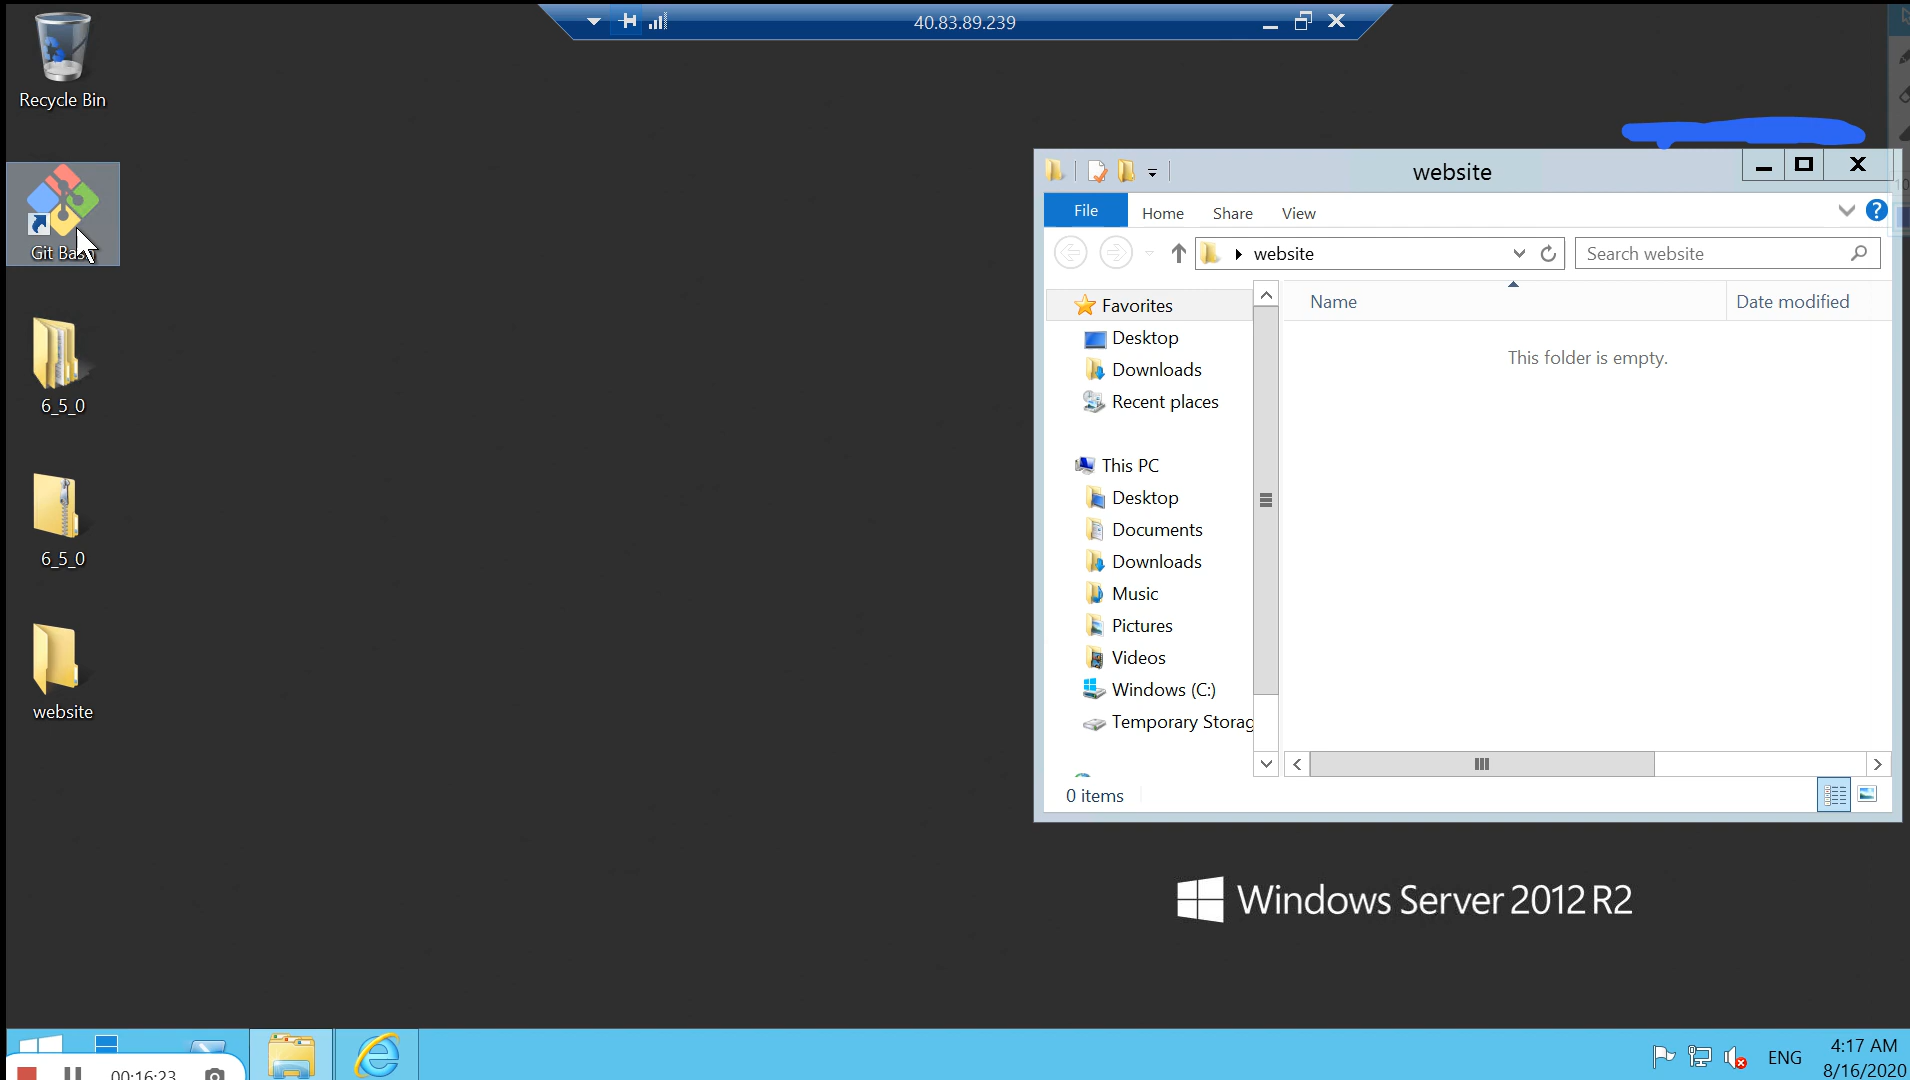 40.83.89.239
Recycle Bin
Git Bash
6_5_0
6_5_0
website
website
File
Home
Share
View
website
Search website
Name
Date modified
This folder is empty.
Favorites
Desktop
Downloads
Recent places
This PC
Desktop
Documents
Downloads
Music
Pictures
Videos
Windows (C:)
Temporary Storag
0 items
Windows Server 2012 R2
00:16:23
ENG
4:17 AM
8/16/2020